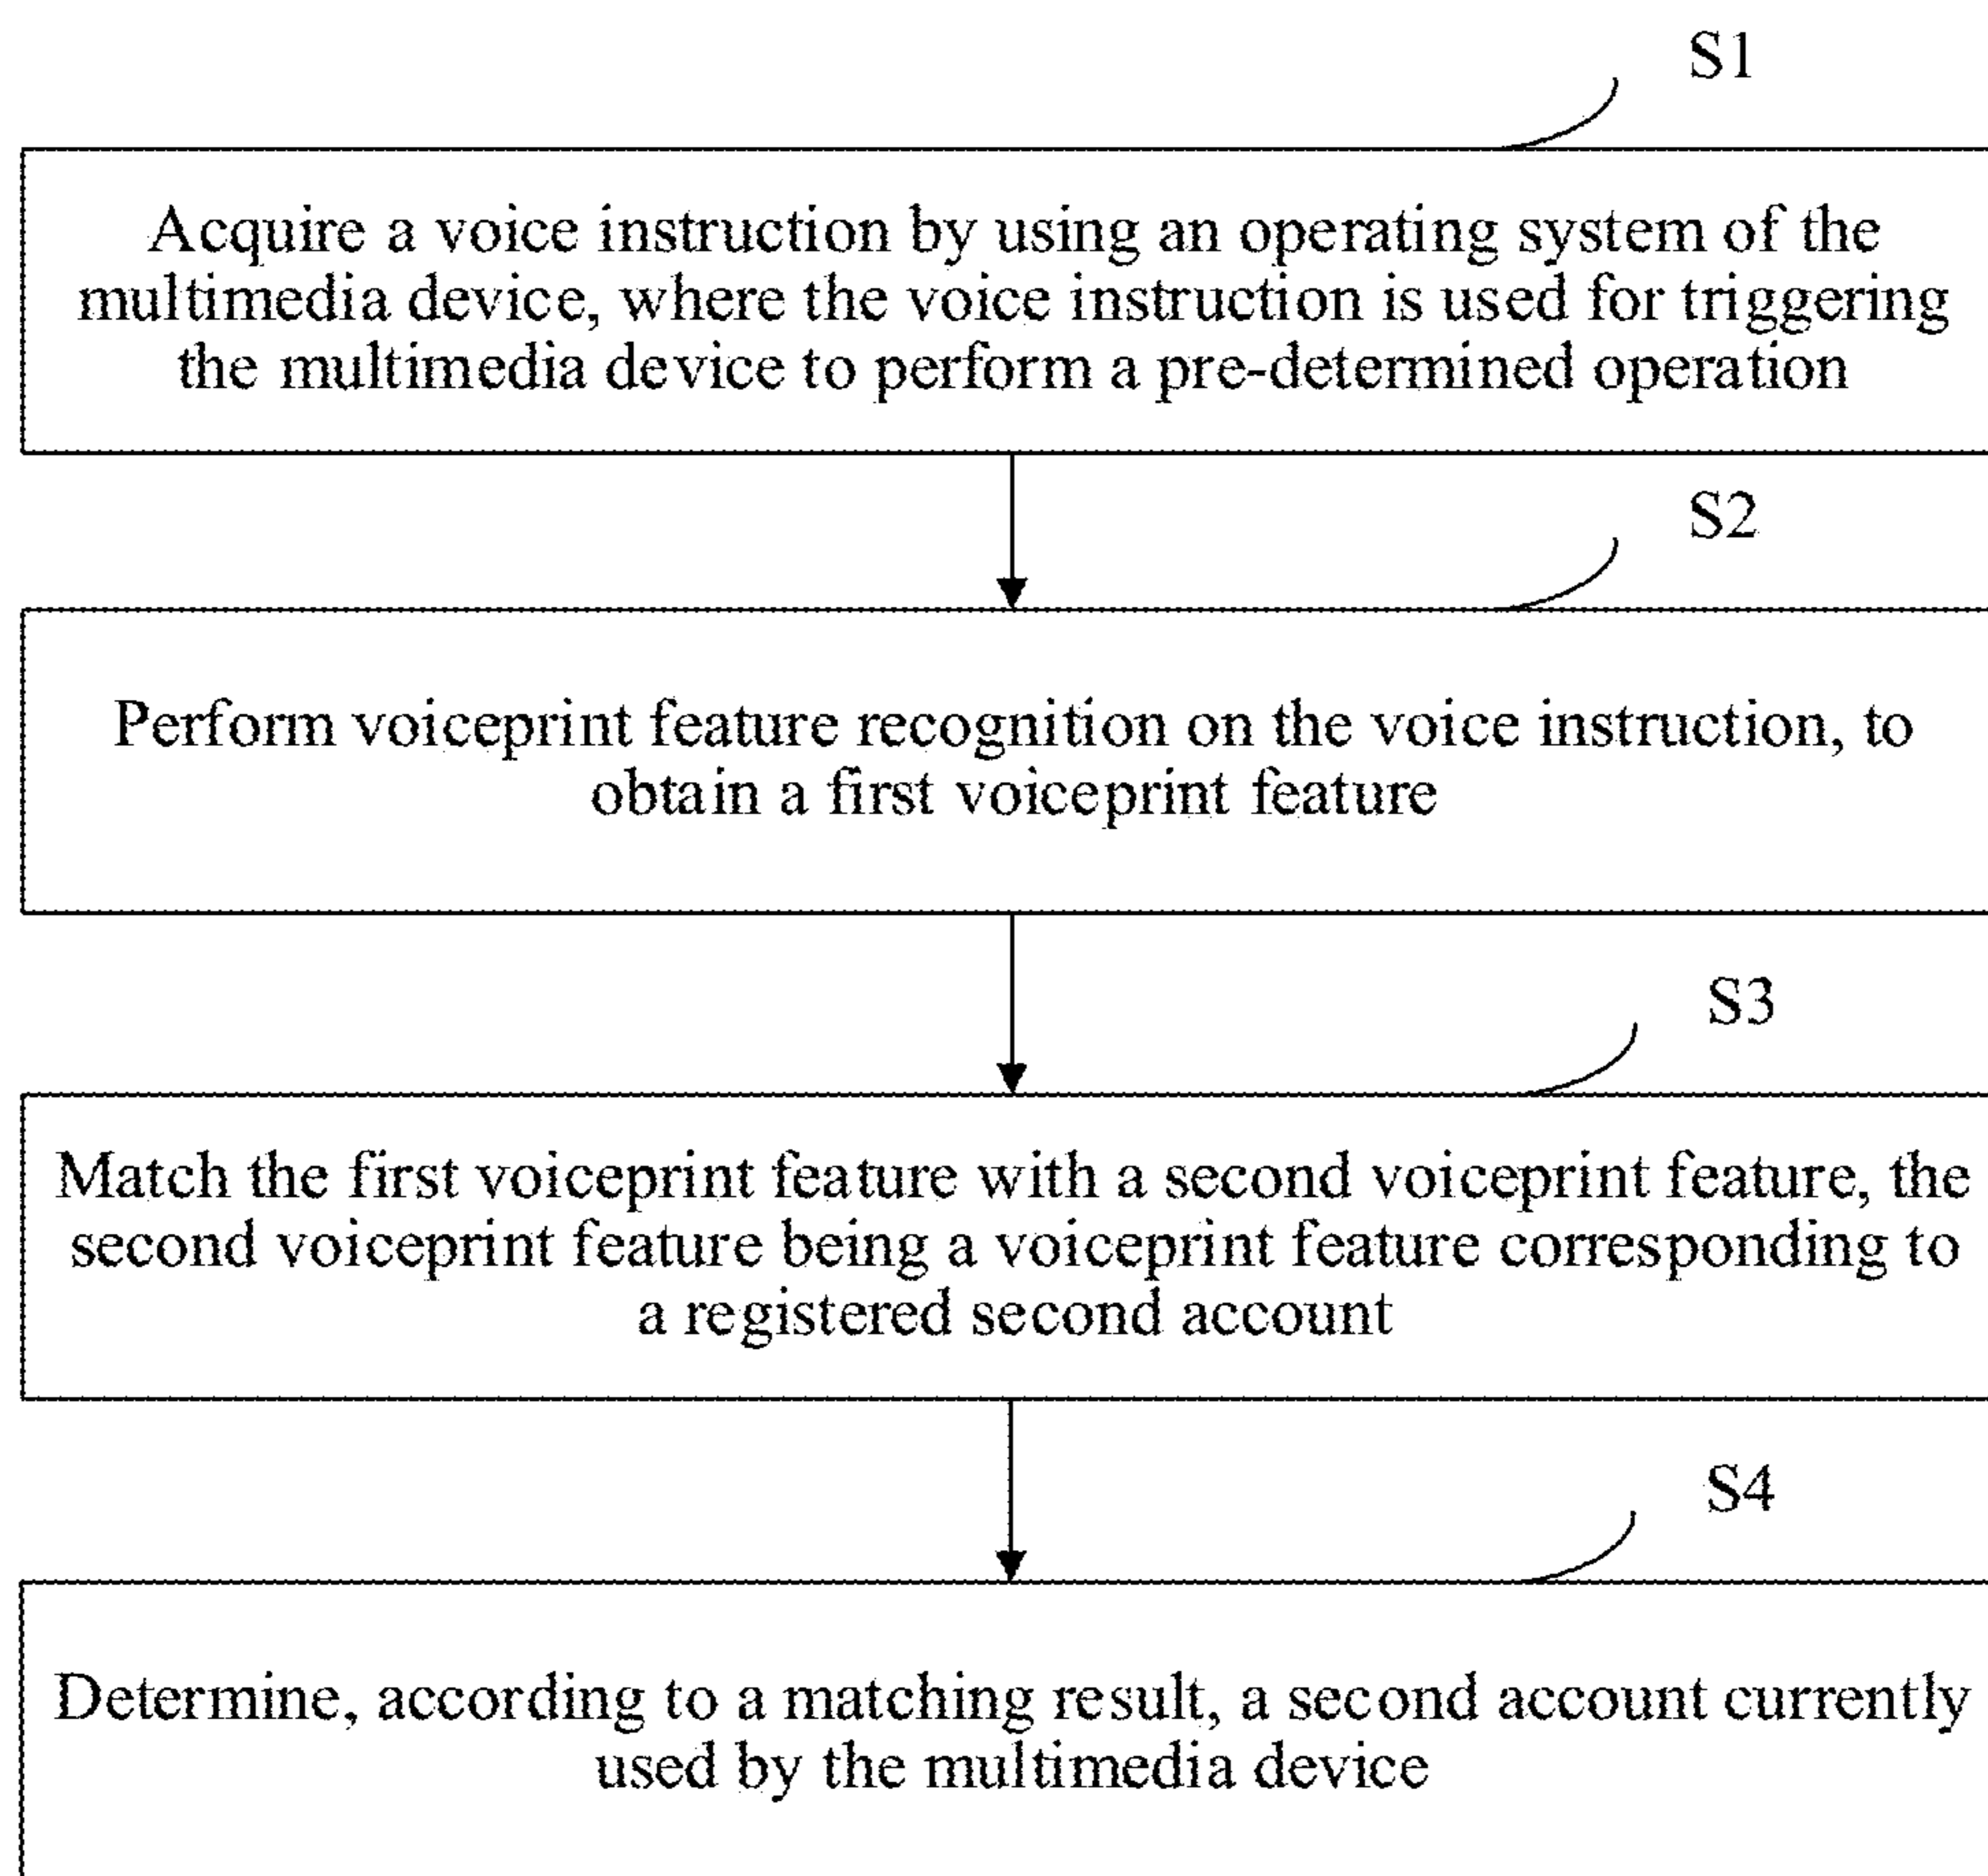 S1
Acquire a voice instruction by using an operating system of the
multimedia device, where the voice instruction is used for triggering
the multimedia device to perform a pre-determined operation
S2
Perform voiceprint feature recognition on the voice instruction, to
obtain a first voiceprint feature
S3
Match the first voiceprint feature with a second voiceprint feature, the
second voiceprint feature being a voiceprint feature corresponding to
a registered second account
S4
Determine, according to a matching result, a second account currently
used by the multimedia device